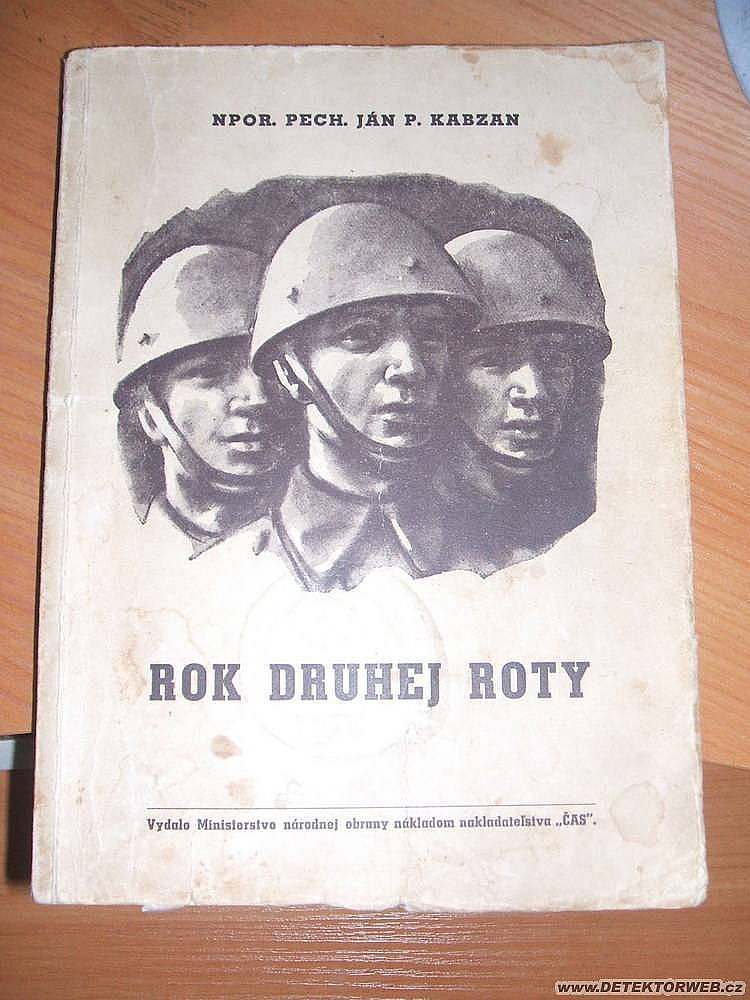 NPOR. PECH. JÁN P. KABZAN
ROK DRUHEJ ROTY
Vydalo Ministerstvo národnej obrany nákladom nakladateľstva „ČAS”.
www.DETEKTORWEB.cz